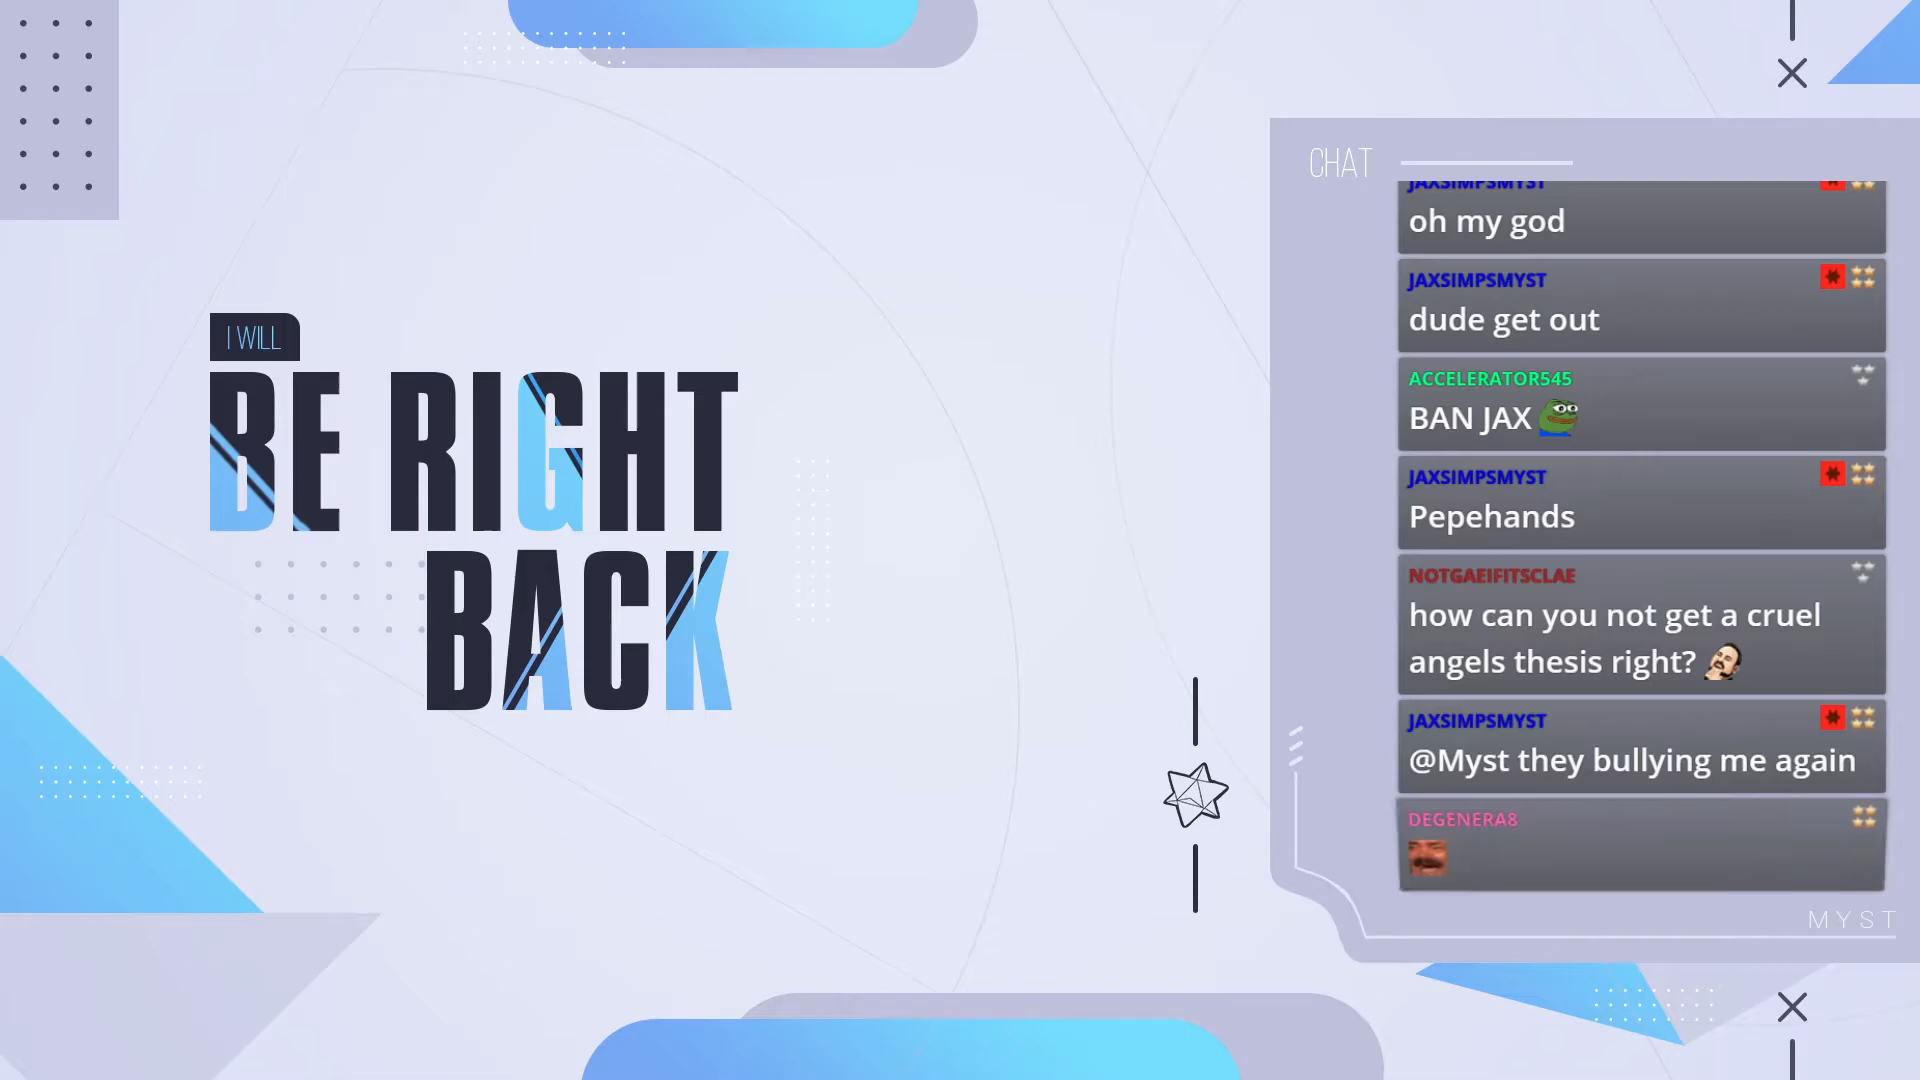 I WILL
BE RIGHT
BACK
CHAT
JAXSIMPSMYST
oh my god
JAXSIMPSMYST
dude get out
ACCELERATOR545
BAN JAX
JAXSIMPSMYST
Pepehands
NOTGAEIFITSCLAE
how can you not get a cruel
angels thesis right?
JAXSIMPSMYST
@Myst they bullying me again
DEGENERA8
MYST